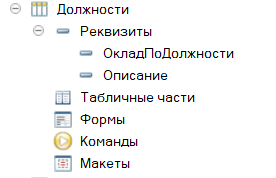 Должности
Реквизиты
ОкладПоДолжности
Описание
Табличные части
Формы
Команды
Макеты